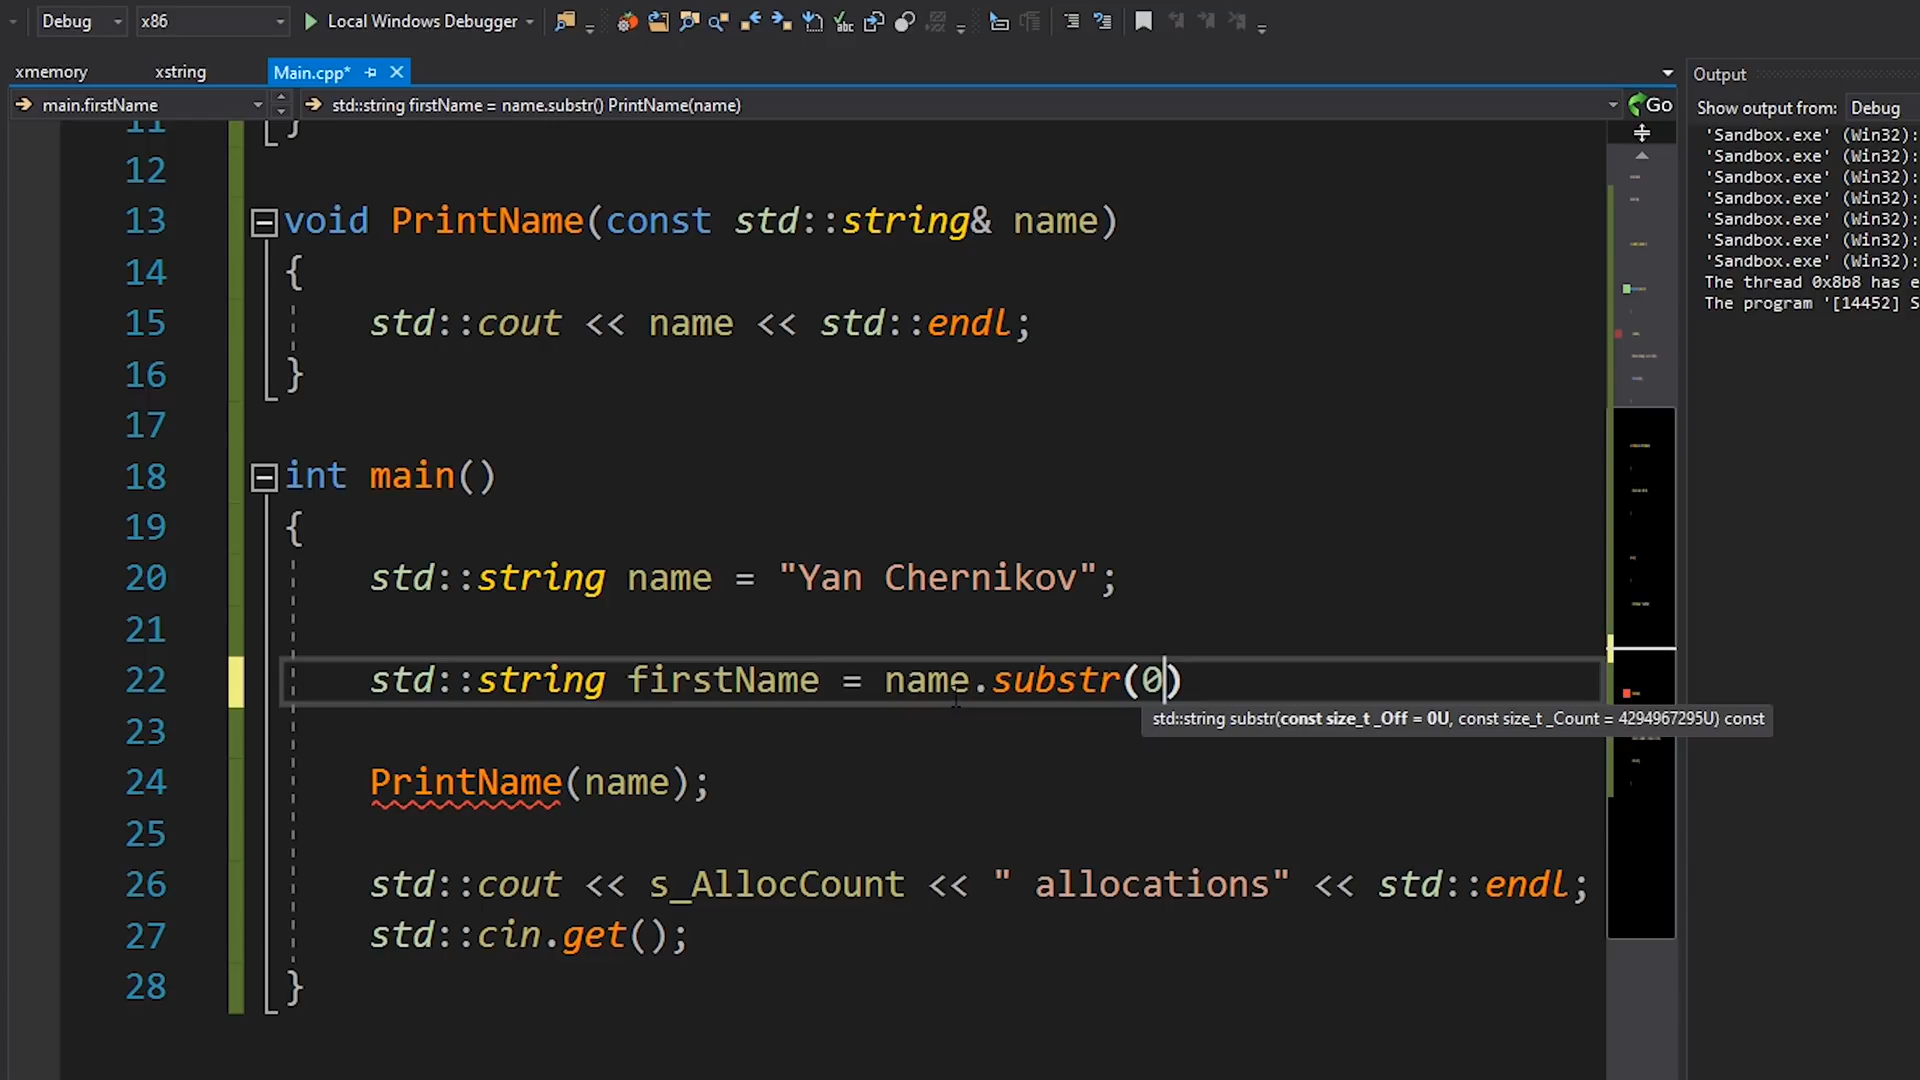 Debug x86 Local Windows Debugger
xmemory xstring Main.cpp*
main.firstName std::string firstName = name.substr() PrintName(name) Go
11 }
12
13 void PrintName(const std::string& name)
14 {
15 std::cout << name << std::endl;
16 }
17
18 int main()
19 {
20 std::string name = "Yan Chernikov";
21
22 std::string firstName = name.substr(0)
std::string substr(const size_t _Off = 0U, const size_t _Count = 4294967295U) const
23
24 PrintName(name);
25
26 std::cout << s_AllocCount << " allocations" << std::endl;
27 std::cin.get();
28 }
Output
Show output from: Debug
'Sandbox.exe' (Win32):
'Sandbox.exe' (Win32):
'Sandbox.exe' (Win32):
'Sandbox.exe' (Win32):
'Sandbox.exe' (Win32):
'Sandbox.exe' (Win32):
'Sandbox.exe' (Win32):
The thread 0x8b8 has e
The program '[14452] S